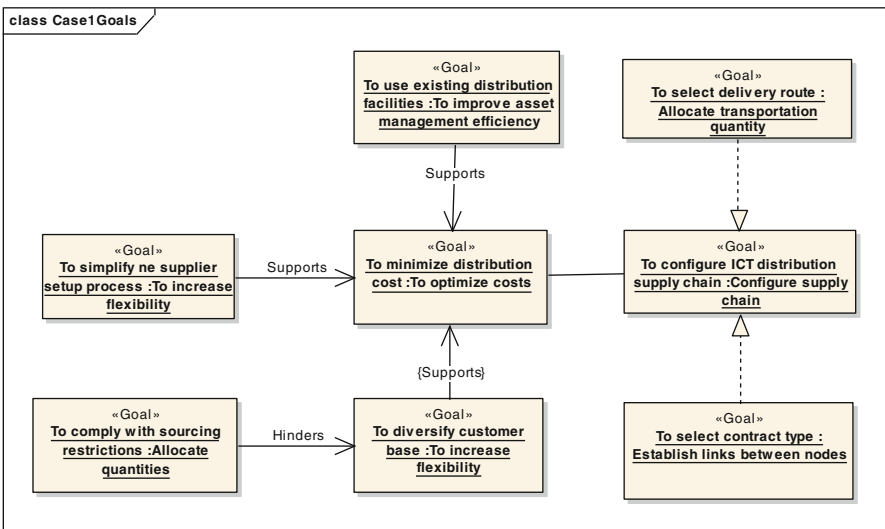 class Case1Goals
«Goal»
To use existing distribution
facilities :To improve asset
management efficiency
«Goal»
To select delivery route :
Allocate transportation
quantity
Supports
«Goal»
To simplify ne supplier
setup process :To increase
flexibility
Supports
«Goal»
To minimize distribution
cost :To optimize costs
«Goal»
To configure ICT distribution
supply chain :Configure supply
chain
{Supports}
«Goal»
To comply with sourcing
restrictions :Allocate
quantities
Hinders
«Goal»
To diversify customer
base :To increase
flexibility
«Goal»
To select contract type :
Establish links between nodes